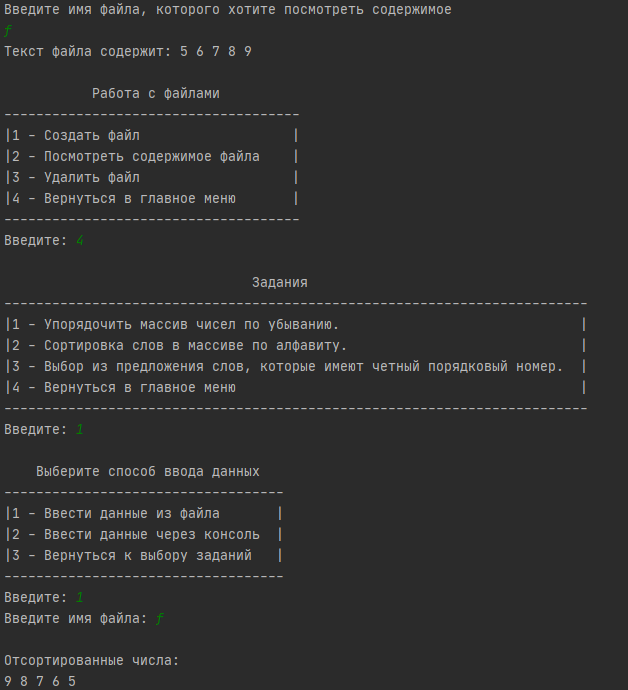 Введите имя файла, которого хотите посмотреть содержимое
f
Текст файла содержит: 5 6 7 8 9
Работа с файлами
-------------------------------------
|1 - Создать файл                   |
|2 - Посмотреть содержимое файла    |
|3 - Удалить файл                   |
|4 - Вернуться в главное меню       |
-------------------------------------
Введите: 4
Задания
-------------------------------------------------------------------------
|1 - Упорядочить массив чисел по убыванию.                              |
|2 - Сортировка слов в массиве по алфавиту.                             |
|3 - Выбор из предложения слов, которые имеют четный порядковый номер.  |
|4 - Вернуться в главное меню                                           |
-------------------------------------------------------------------------
Введите: 1
Выберите способ ввода данных
-----------------------------------
|1 - Ввести данные из файла       |
|2 - Ввести данные через консоль  |
|3 - Вернуться к выбору заданий   |
-----------------------------------
Введите: 1
Введите имя файла: f
Отсортированные числа:
9 8 7 6 5